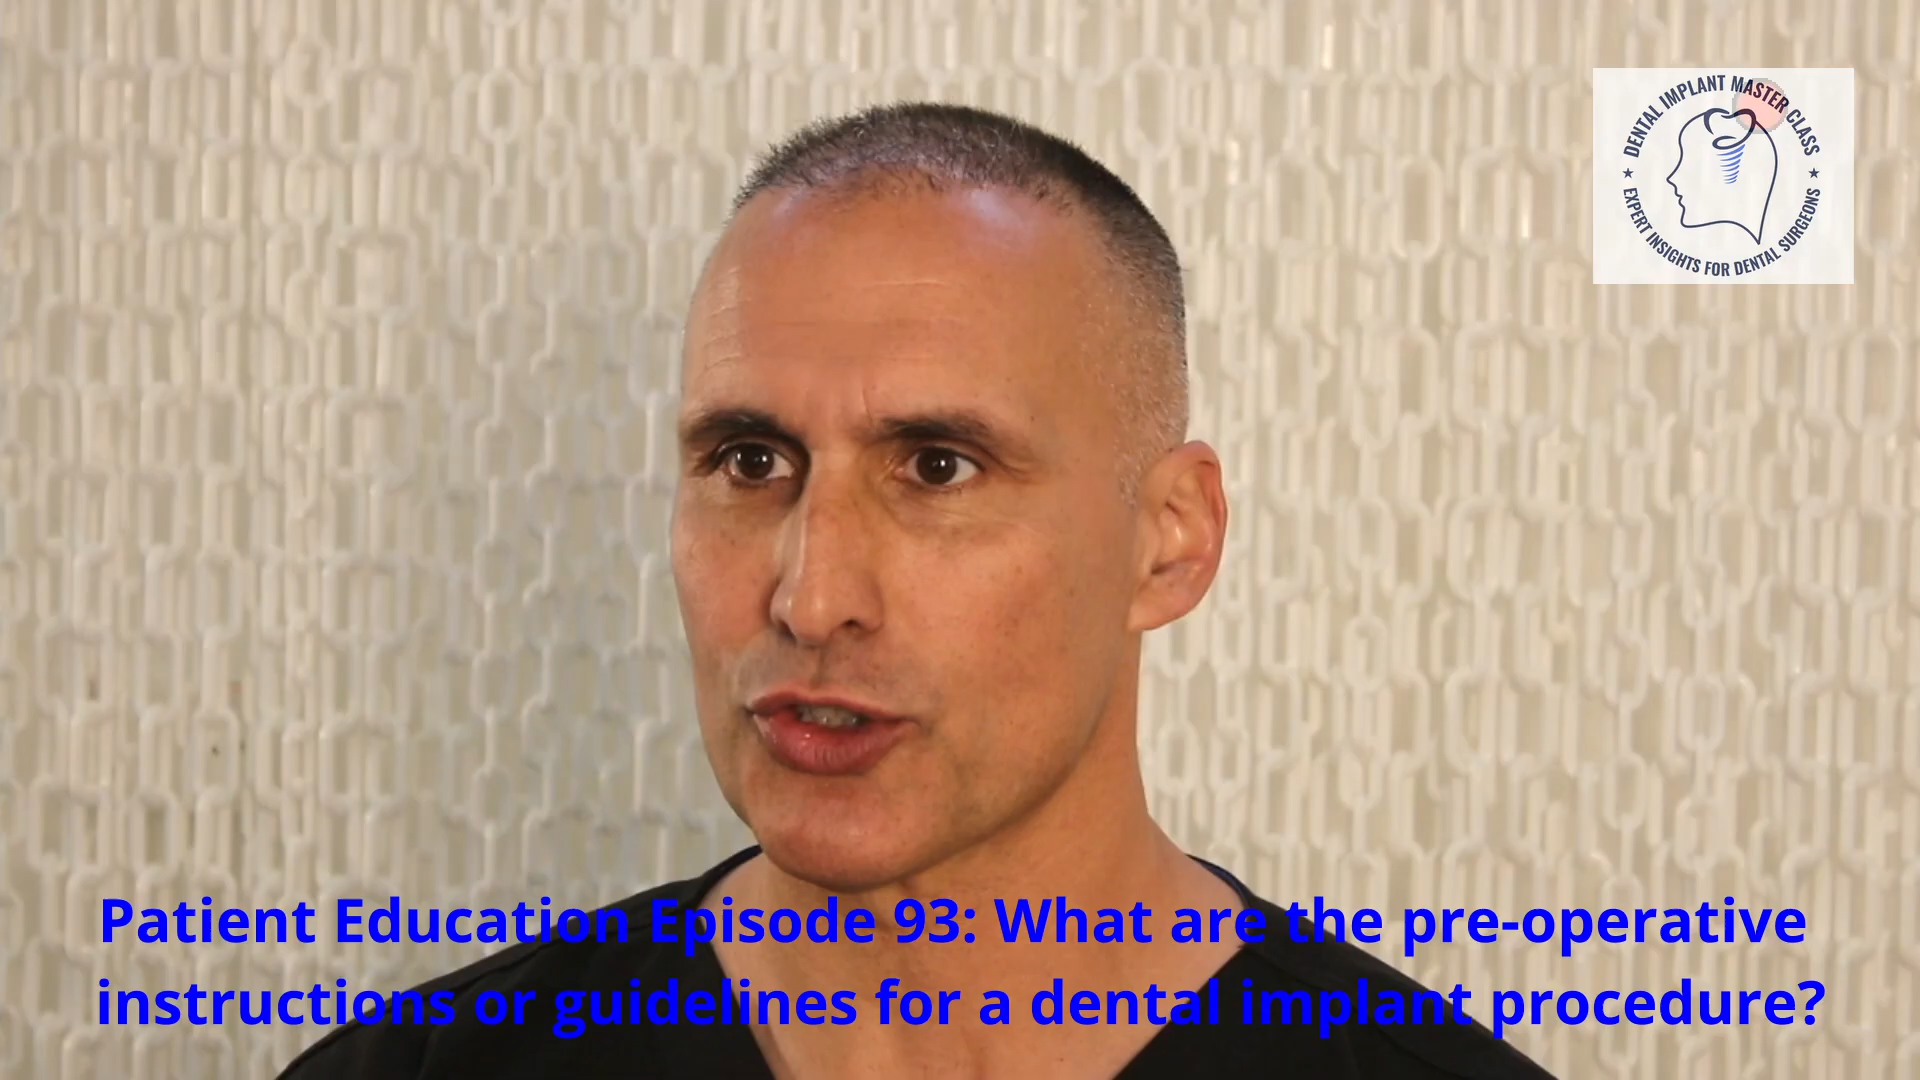 DENTAL IMPLANT MASTER CLASS
★ EXPERT INSIGHTS FOR DENTAL SURGEONS ★
Patient Education Episode 93: What are the pre-operative
instructions or guidelines for a dental implant procedure?